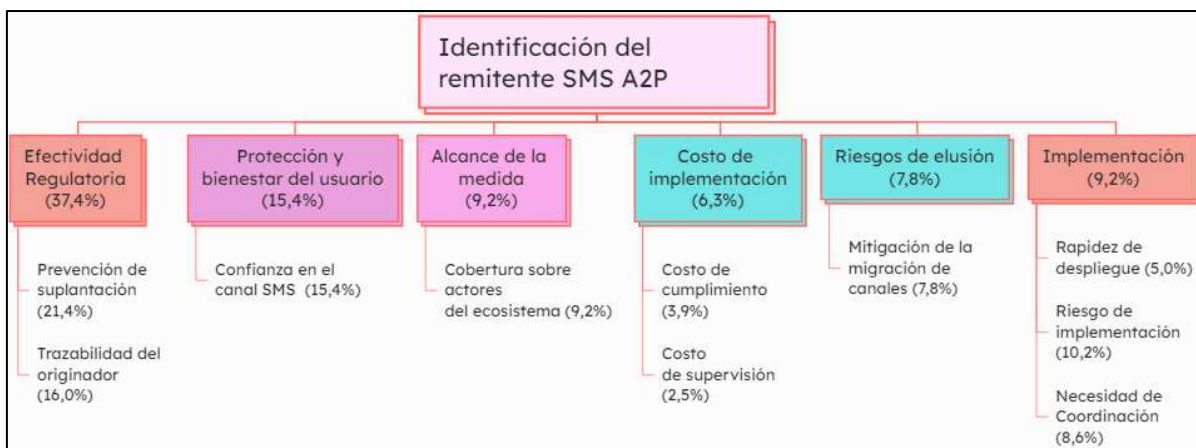 Identificación del
remitente SMS A2P
Efectividad
Regulatoria
(37,4%)
Prevención de
suplantación
(21,4%)
Trazabilidad del
originador
(16,0%)
Protección y
bienestar del usuario
(15,4%)
Confianza en el
canal SMS (15,4%)
Alcance de la
medida
(9,2%)
Cobertura sobre
actores
del ecosistema (9,2%)
Costo de
implementación
(6,3%)
Costo de
cumplimiento
(3,9%)
Costo
de supervisión
(2,5%)
Riesgos de elusión
(7,8%)
Mitigación de la
migración de
canales (7,8%)
Implementación
(9,2%)
Rapidez de
despliegue (5,0%)
Riesgo de
implementación
(10,2%)
Necesidad de
Coordinación
(8,6%)